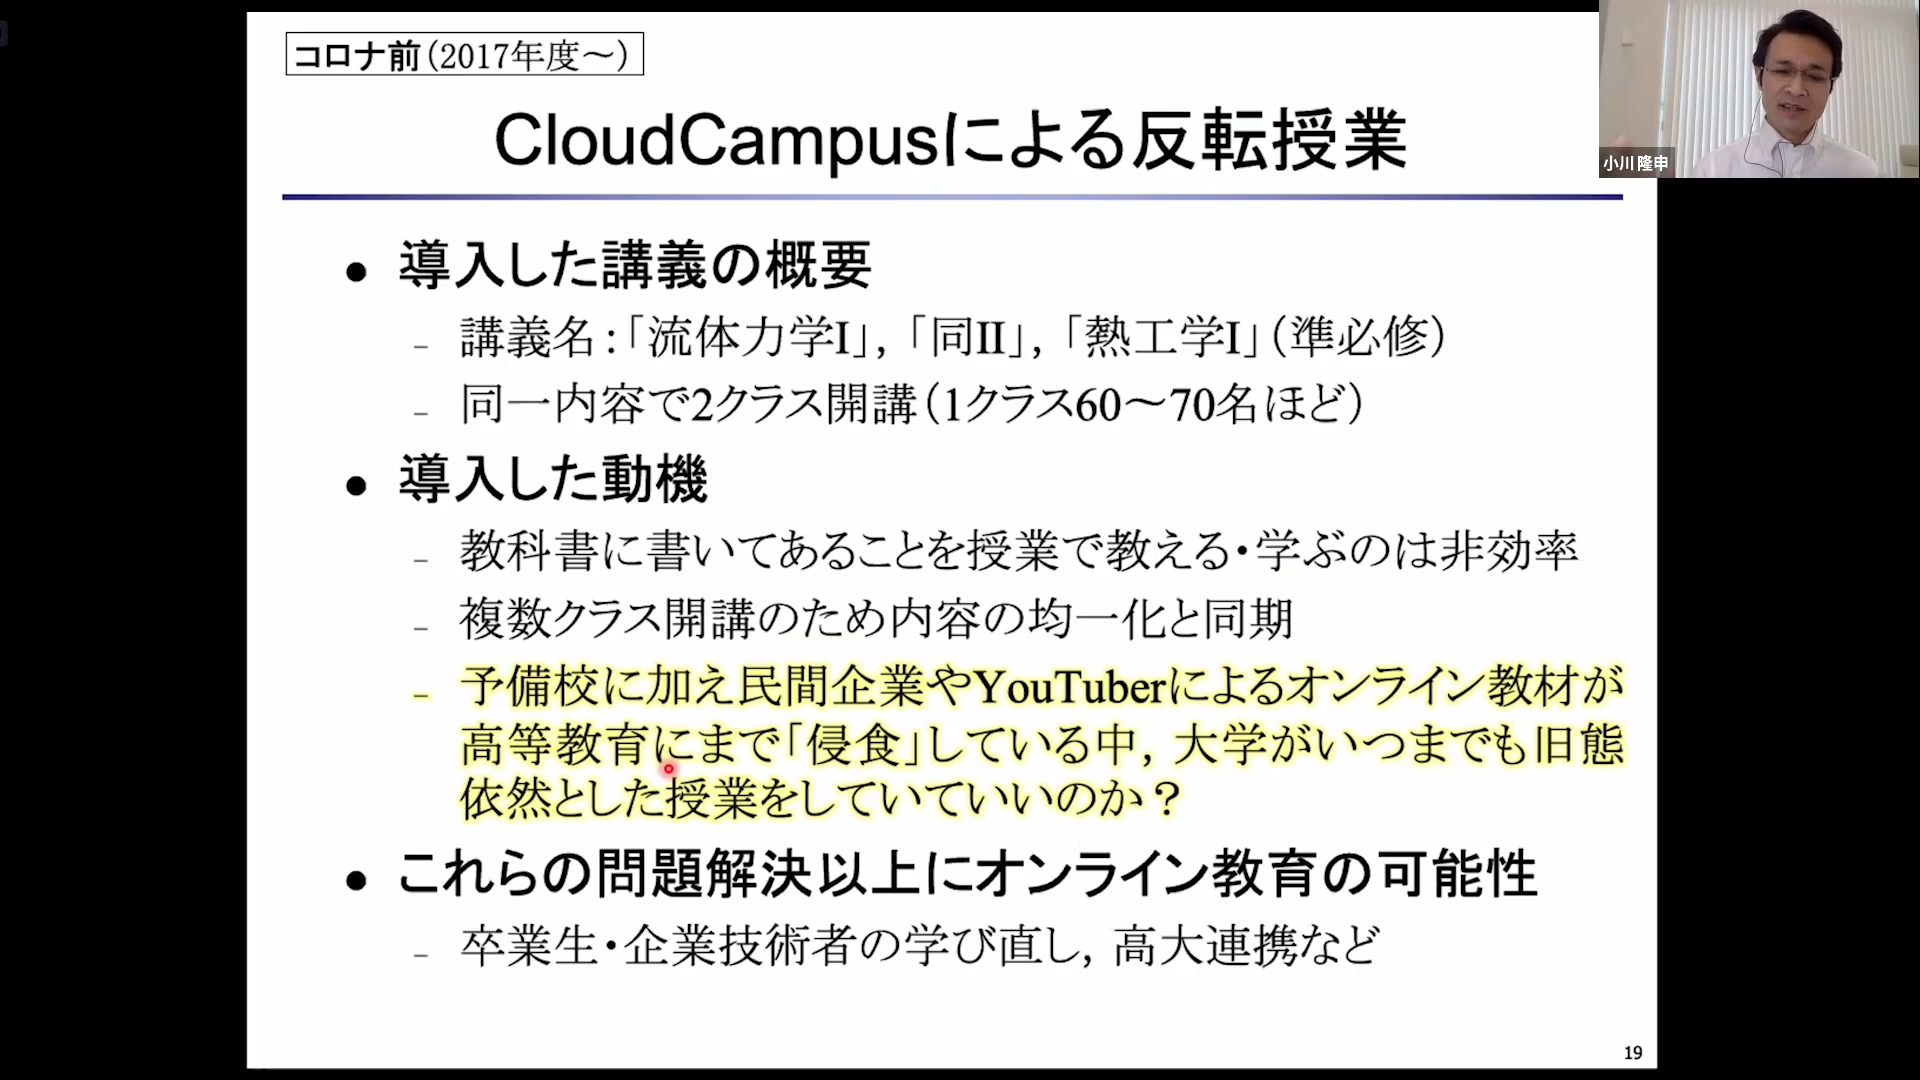 コロナ前(2017年度〜)
CloudCampusによる反転授業
小川 隆申
• 導入した講義の概要
– 講義名:「流体力学I」,「同II」,「熱工学I」(準必修)
– 同一内容で2クラス開講(1クラス60〜70名ほど)
• 導入した動機
– 教科書に書いてあることを授業で教える・学ぶのは非効率
– 複数クラス開講のため内容の均一化と同期
– 予備校に加え民間企業やYouTuberによるオンライン教材が
高等教育にまで「侵食」している中, 大学がいつまでも旧態
依然とした授業をしていていいのか?
• これらの問題解決以上にオンライン教育の可能性
– 卒業生・企業技術者の学び直し, 高大連携など
19